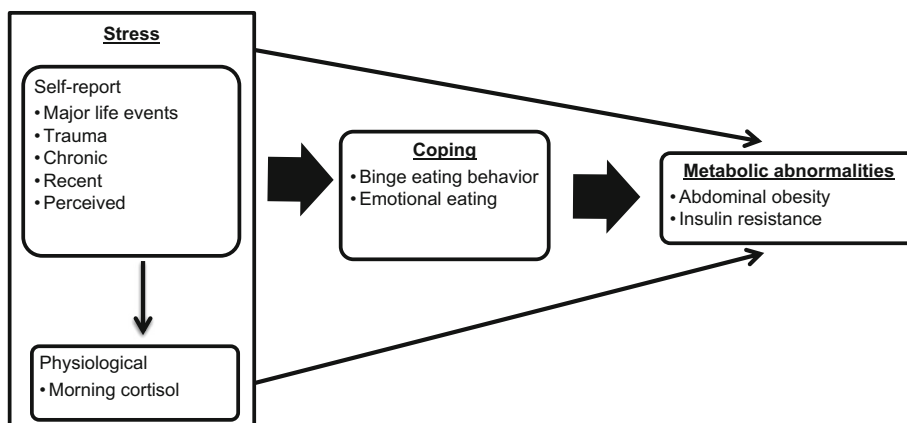 Stress
Self-report
• Major life events
• Trauma
• Chronic
• Recent
• Perceived
Physiological
• Morning cortisol
Coping
• Binge eating behavior
• Emotional eating
Metabolic abnormalities
• Abdominal obesity
• Insulin resistance